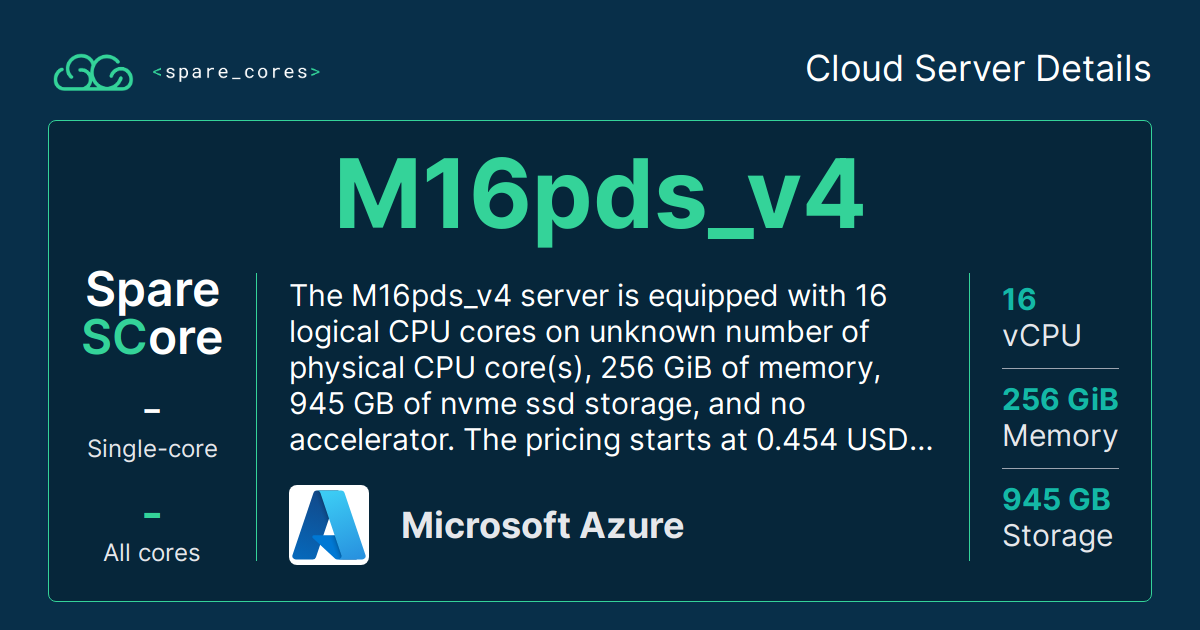 <spare_cores>
Cloud Server Details
M16pds_v4
Spare
SCore
-
Single-core
-
All cores
The M16pds_v4 server is equipped with 16
logical CPU cores on unknown number of
physical CPU core(s), 256 GiB of memory,
945 GB of nvme ssd storage, and no
accelerator. The pricing starts at 0.454 USD...
Microsoft Azure
16
vCPU
256 GiB
Memory
945 GB
Storage